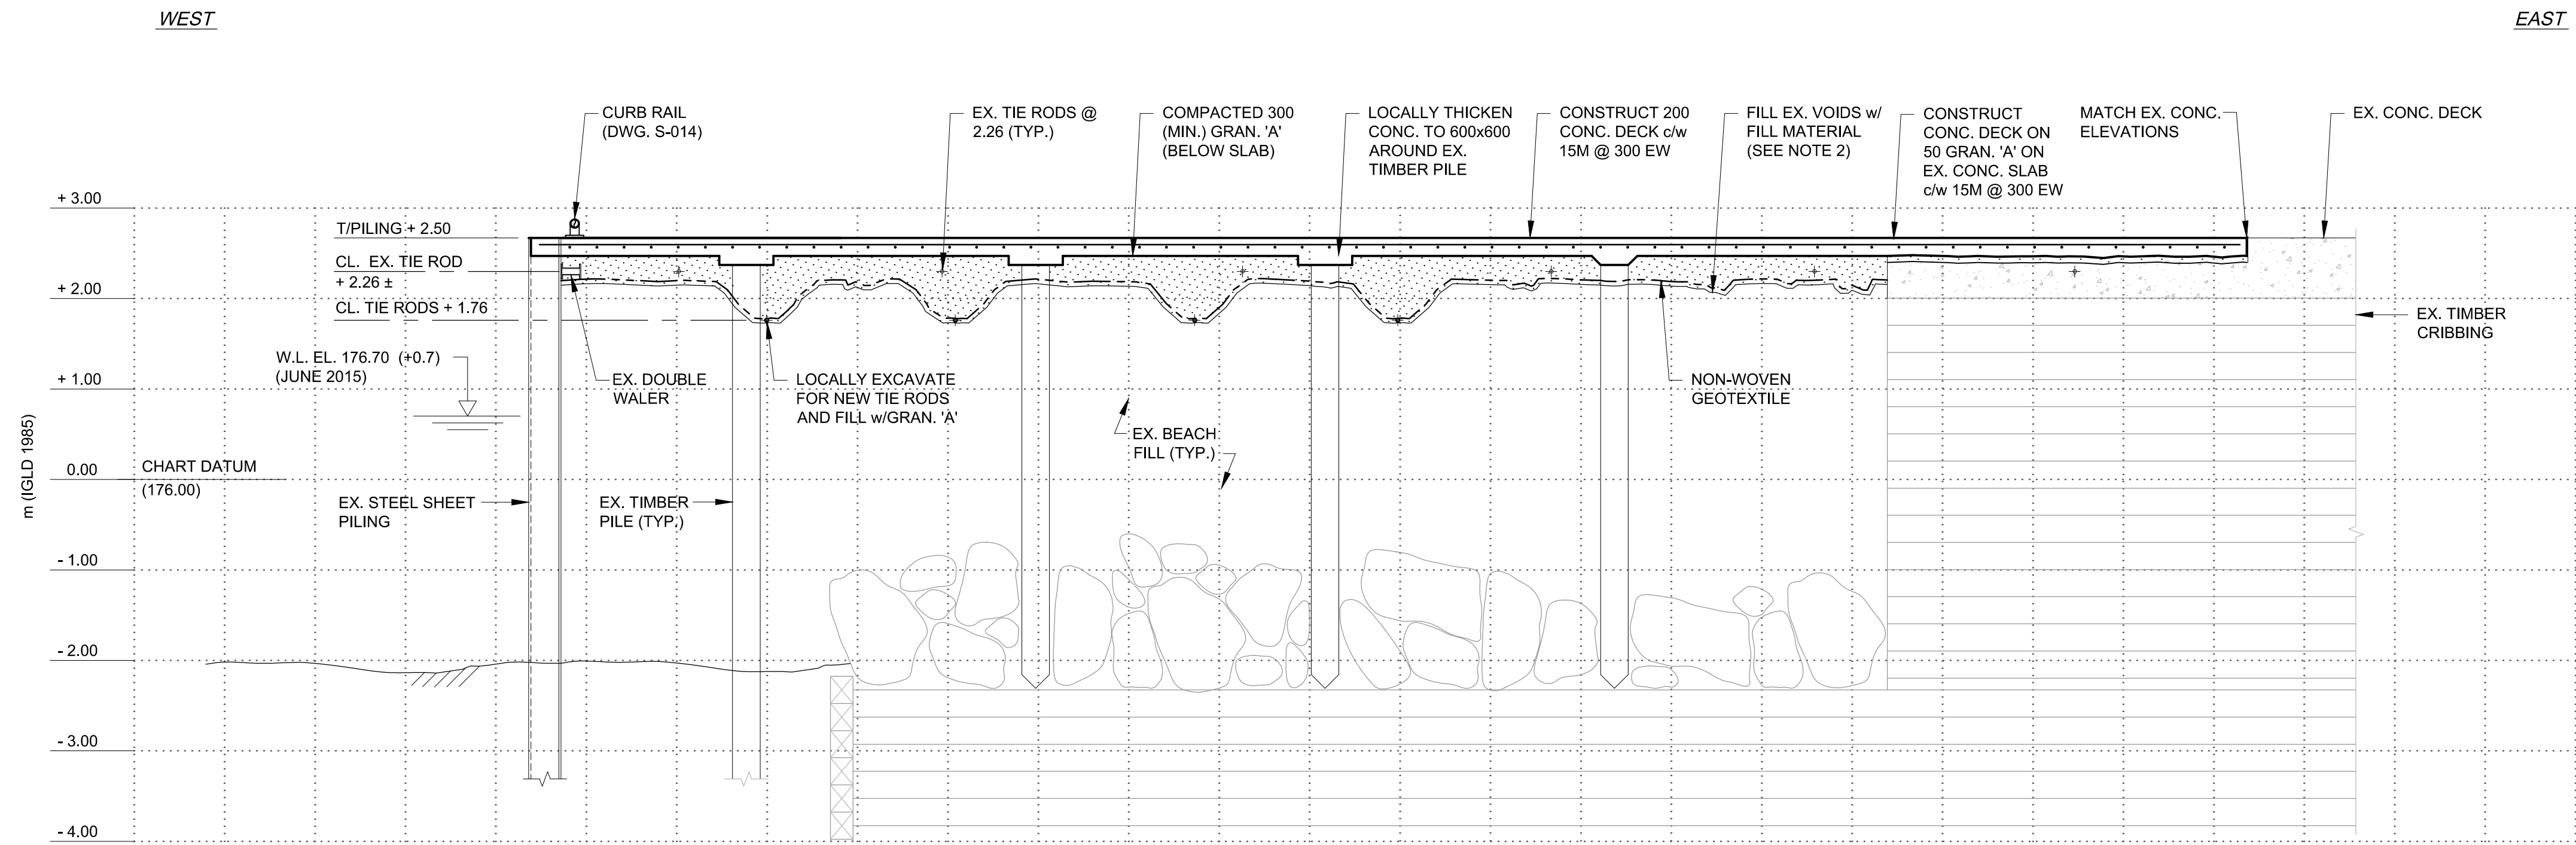 WEST
EAST
CURB RAIL
(DWG. S-014)
EX. TIE RODS @
2.26 (TYP.)
COMPACTED 300
(MIN.) GRAN. 'A'
(BELOW SLAB)
LOCALLY THICKEN
CONC. TO 600x600
AROUND EX.
TIMBER PILE
CONSTRUCT 200
CONC. DECK c/w
15M @ 300 EW
FILL EX. VOIDS w/
FILL MATERIAL
(SEE NOTE 2)
CONSTRUCT
CONC. DECK ON
50 GRAN. 'A' ON
EX. CONC. SLAB
c/w 15M @ 300 EW
MATCH EX. CONC.
ELEVATIONS
EX. CONC. DECK
+ 3.00
T/PILING + 2.50
CL. EX. TIE ROD
+ 2.26 ±
+ 2.00
CL. TIE RODS + 1.76
EX. TIMBER
CRIBBING
W.L. EL. 176.70 (+0.7)
(JUNE 2015)
+ 1.00
EX. DOUBLE
WALER
LOCALLY EXCAVATE
FOR NEW TIE RODS
AND FILL w/GRAN. 'A'
NON-WOVEN
GEOTEXTILE
EX. BEACH
FILL (TYP.)
m (IGLD 1985)
0.00
CHART DATUM
(176.00)
EX. STEEL SHEET
PILING
EX. TIMBER
PILE (TYP.)
- 1.00
- 2.00
- 3.00
- 4.00